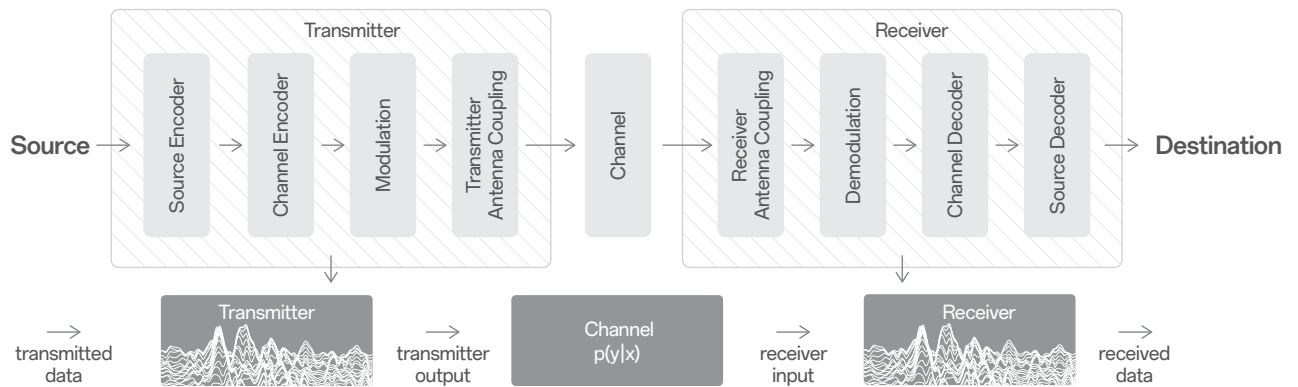 Transmitter
Receiver
Source
Source Encoder
Channel Encoder
Modulation
Transmitter
Antenna Coupling
Channel
Receiver
Antenna Coupling
Demodulation
Channel Decoder
Source Decoder
Destination
transmitted
data
Transmitter
transmitter
output
Channel
p(y|x)
receiver
input
Receiver
received
data